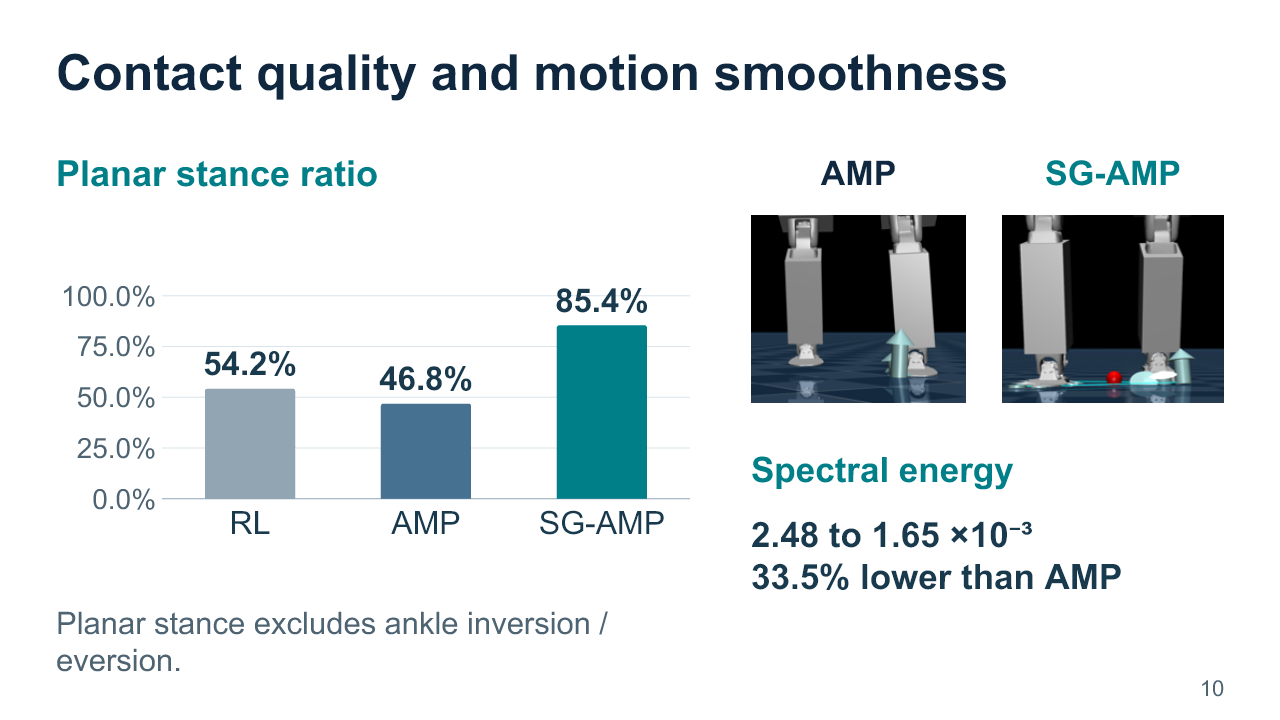 Contact quality and motion smoothness
Planar stance ratio
100.0%
75.0%
50.0%
25.0%
0.0%
54.2%
46.8%
85.4%
RL
AMP
SG-AMP
Planar stance excludes ankle inversion /
eversion.
AMP
SG-AMP
Spectral energy
2.48 to 1.65 ×10⁻³
33.5% lower than AMP
10